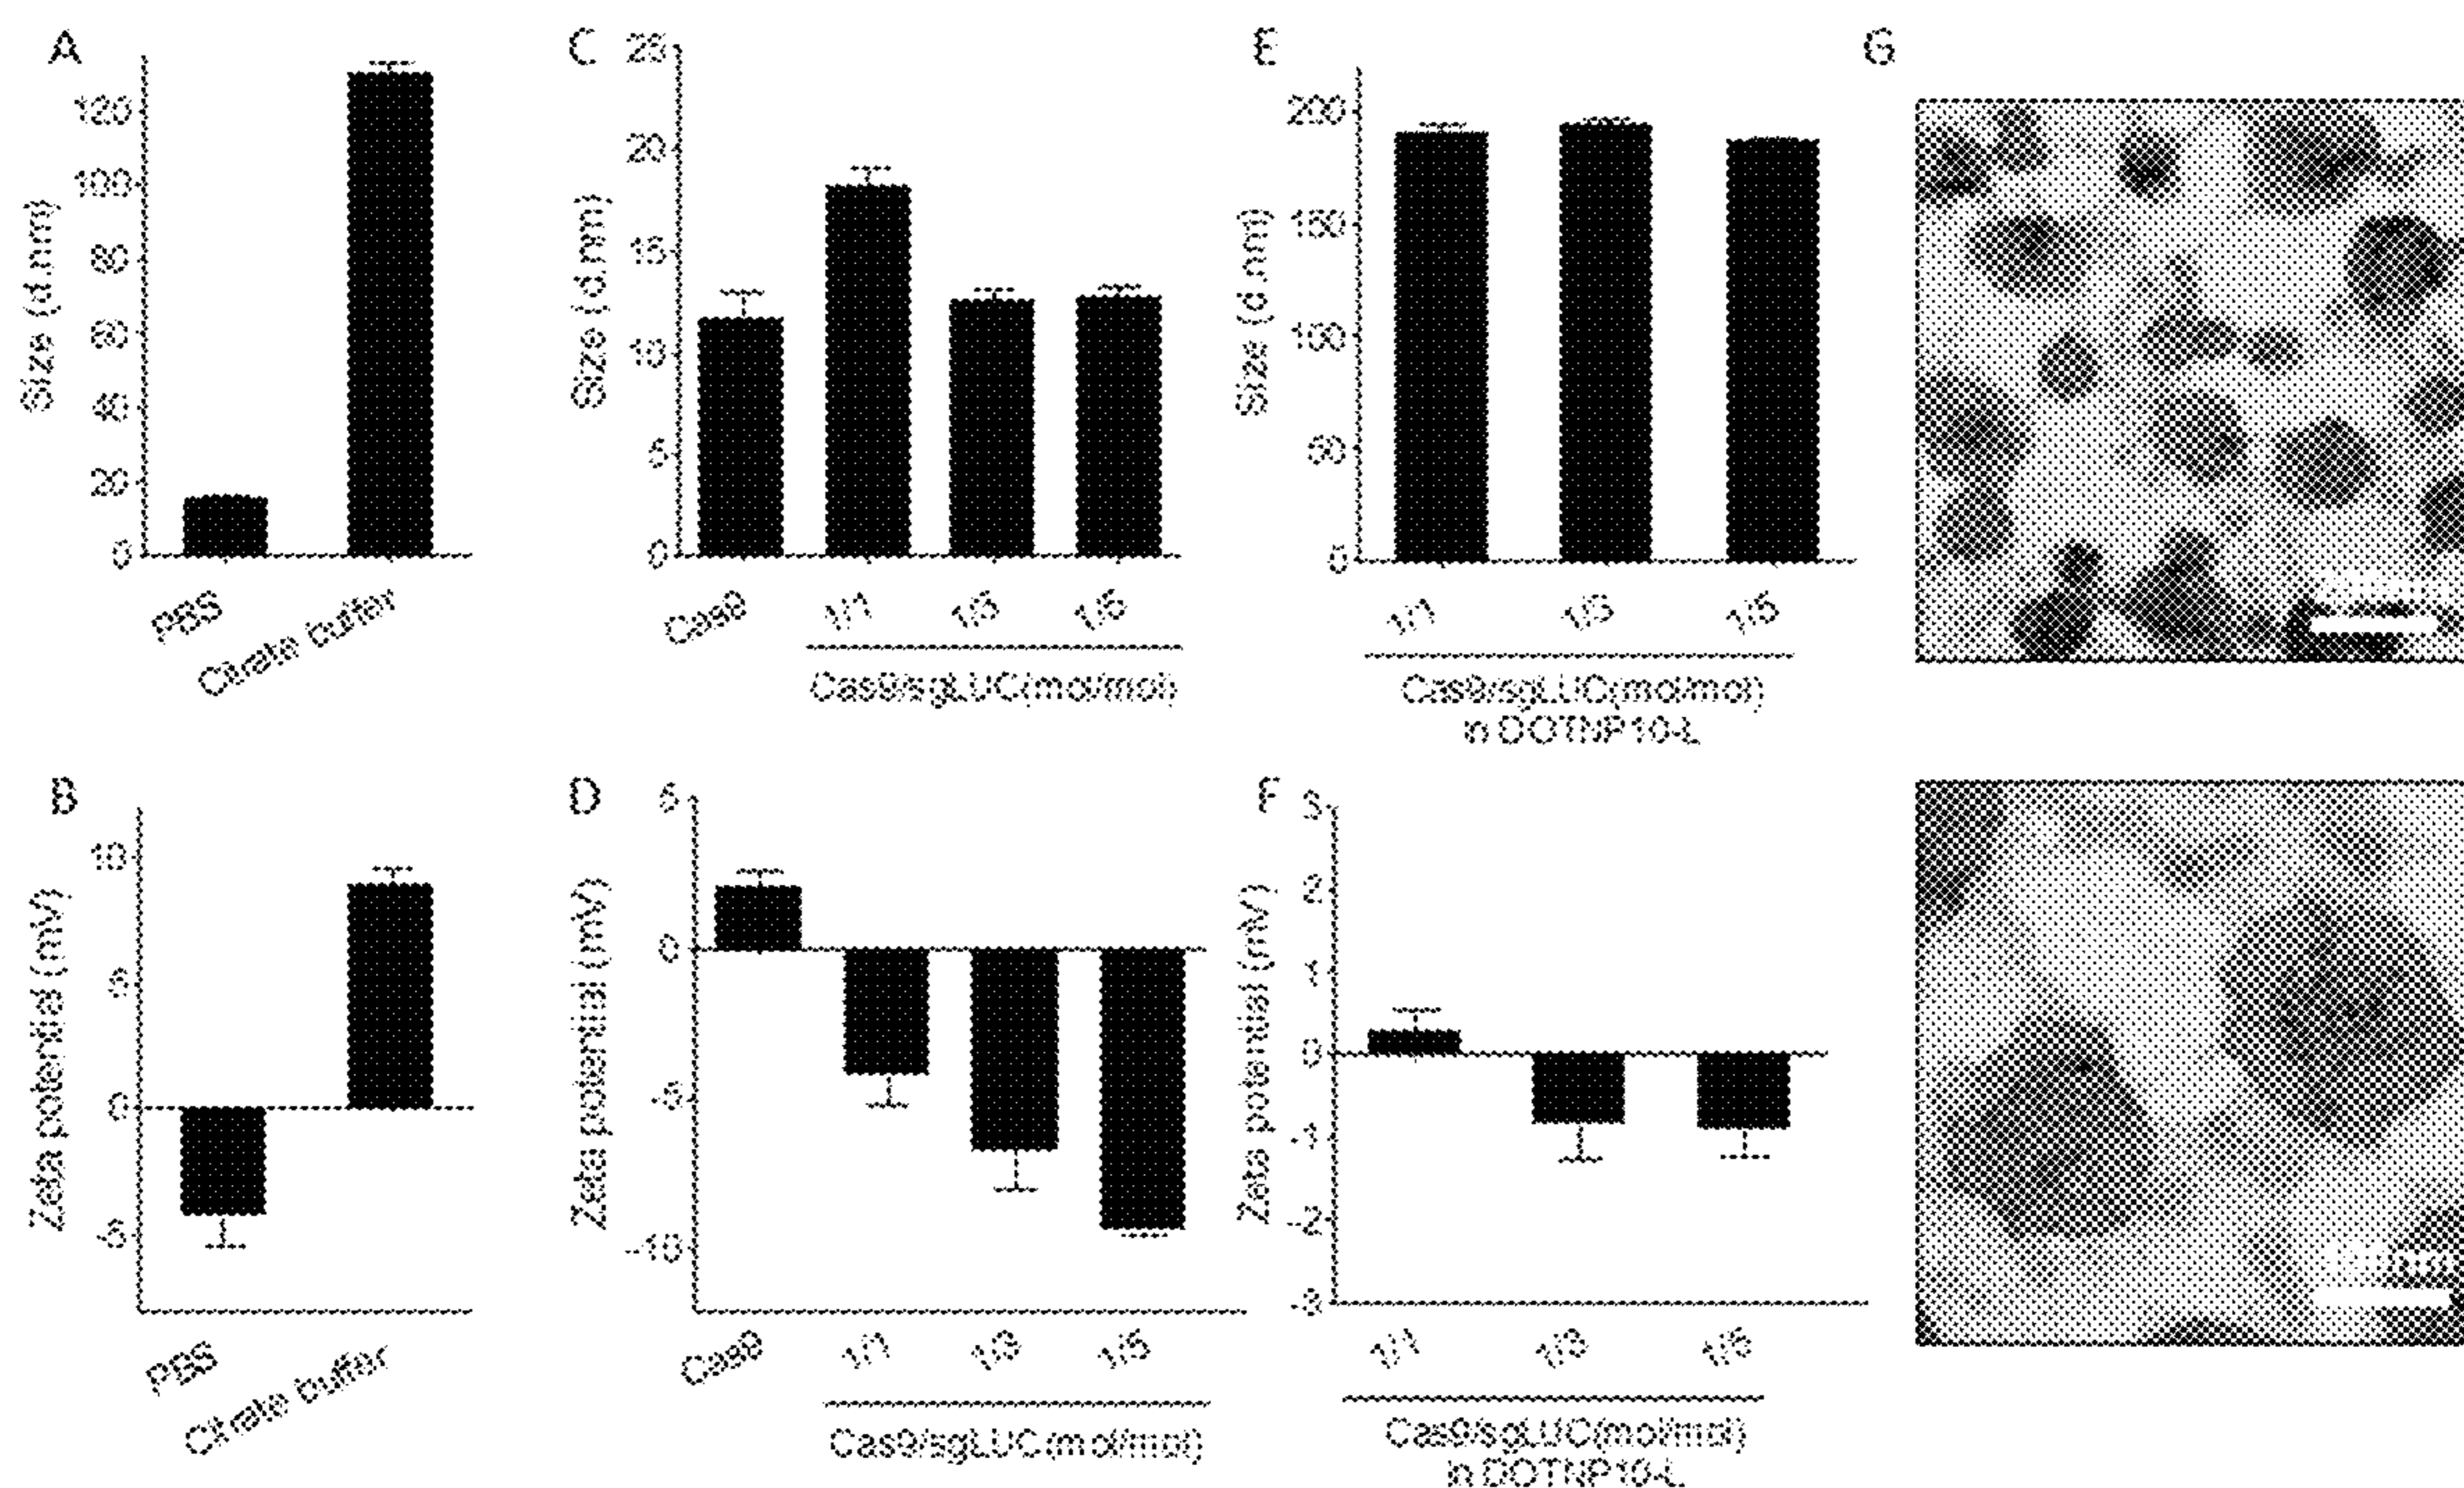 A
120
100
80
60
40
20
0
Size (d.nm)
PBS
Citrate buffer
C
25
20
15
10
5
0
Size (d.nm)
Cas9
1/1
1/3
1/5
Cas9/sgLUC(mol/mol)
E
200
150
100
50
0
Size (d.nm)
1/1
1/3
1/5
Cas9/sgLUC(mol/mol)
in DOTNP10-L
G
B
10
5
0
-5
Zeta potential (mV)
PBS
Citrate buffer
D
5
0
-5
-10
Zeta potential (mV)
Cas9
1/1
1/3
1/5
Cas9/sgLUC(mol/mol)
F
3
2
1
0
-1
-2
-3
Zeta potential (mV)
1/1
1/3
1/5
Cas9/sgLUC(mol/mol)
in DOTNP10-L
nm